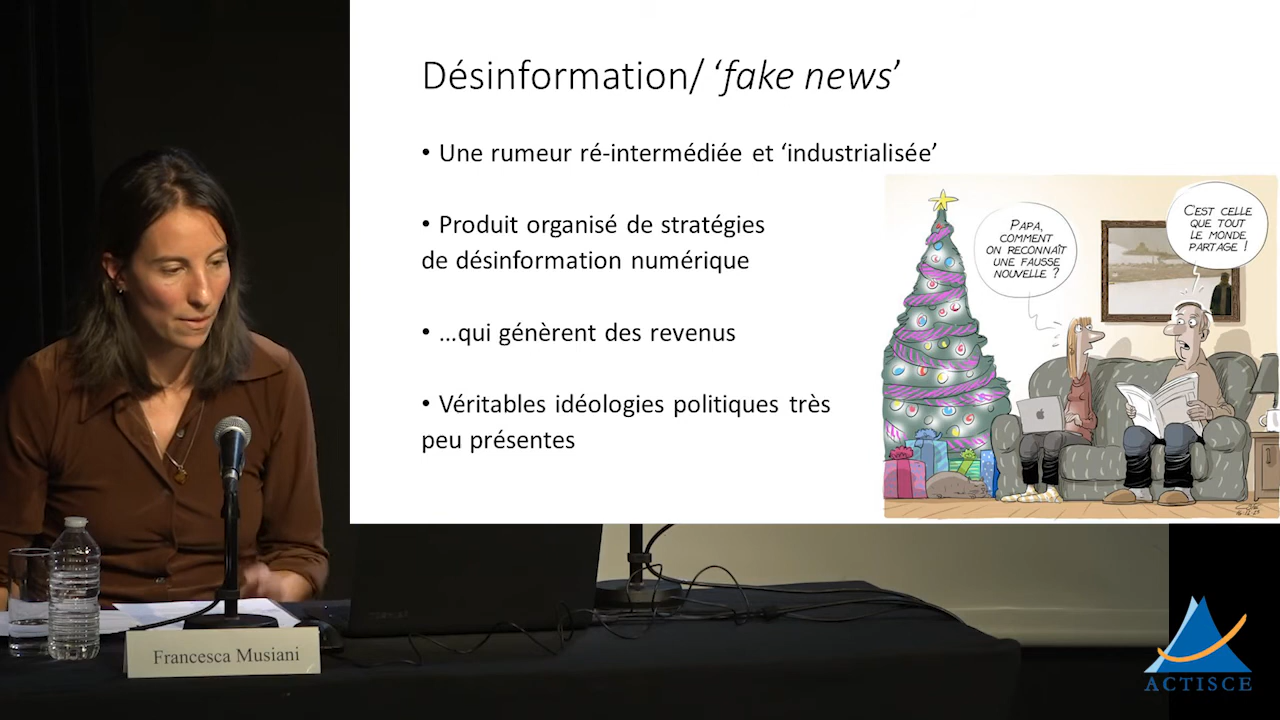 Désinformation/ ‘fake news’
• Une rumeur ré-intermédiée et ‘industrialisée’
• Produit organisé de stratégies
de désinformation numérique
• …qui génèrent des revenus
• Véritables idéologies politiques très
peu présentes
PAPA,
COMMENT
ON RECONNAÎT
UNE FAUSSE
NOUVELLE ?
C'EST CELLE
QUE TOUT
LE MONDE
PARTAGE !
Francesca Musiani
ACTISCE